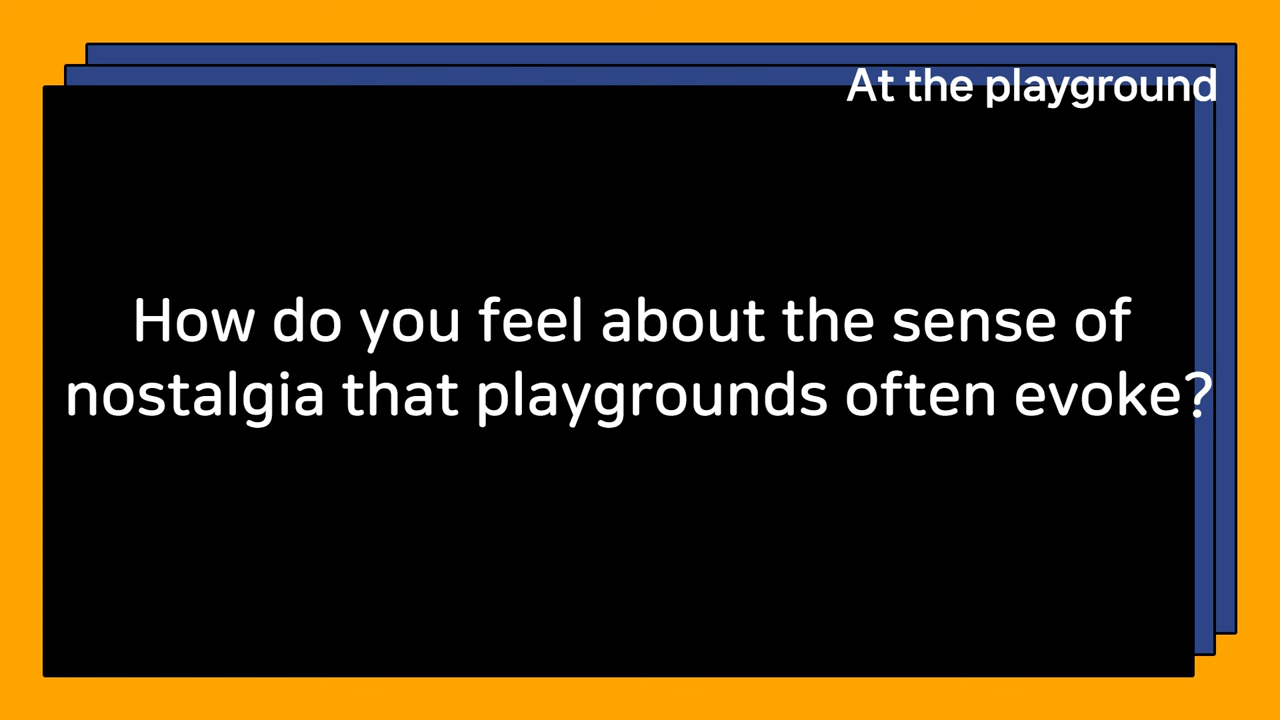 At the playground
How do you feel about the sense of
nostalgia that playgrounds often evoke?